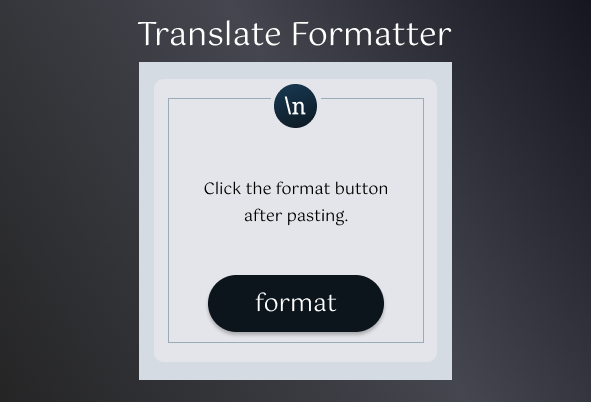 Translate Formatter
\n
Click the format button
after pasting.
format